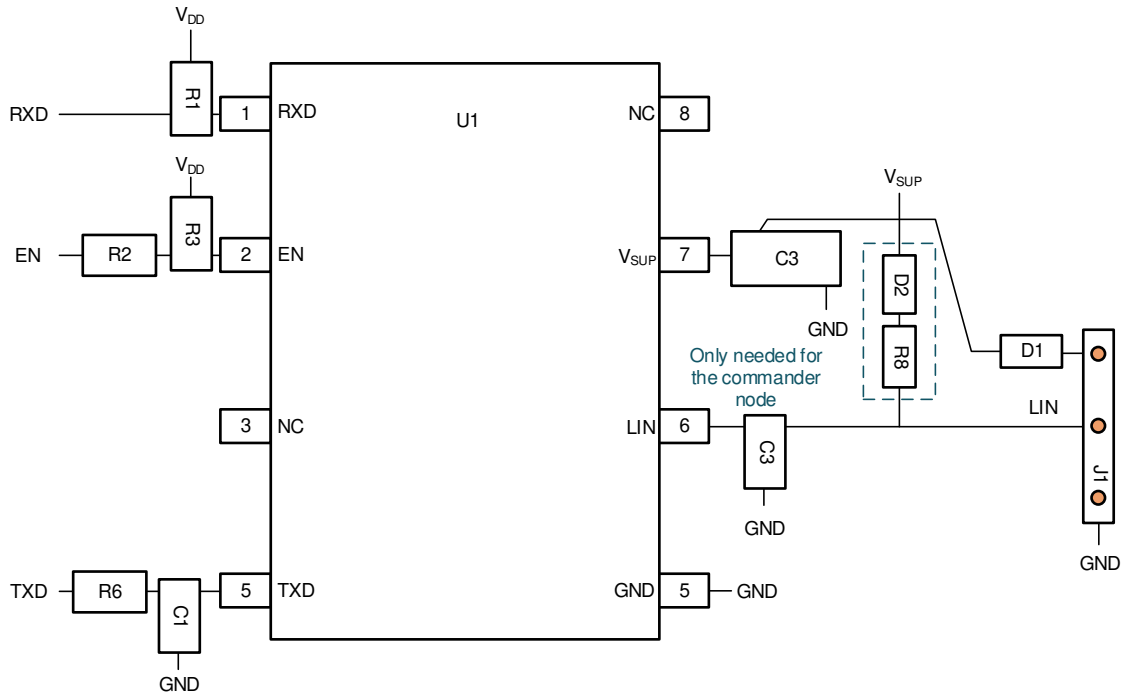 VDD
R1
RXD
1
RXD
U1
NC
8
VDD
R3
EN
R2
2
EN
VSUP
VSUP
7
C3
GND
D2
R8
D1
Only needed for
the commander
node
3
NC
LIN
6
C3
GND
LIN
J1
GND
TXD
R6
C1
GND
5
TXD
GND
5
GND